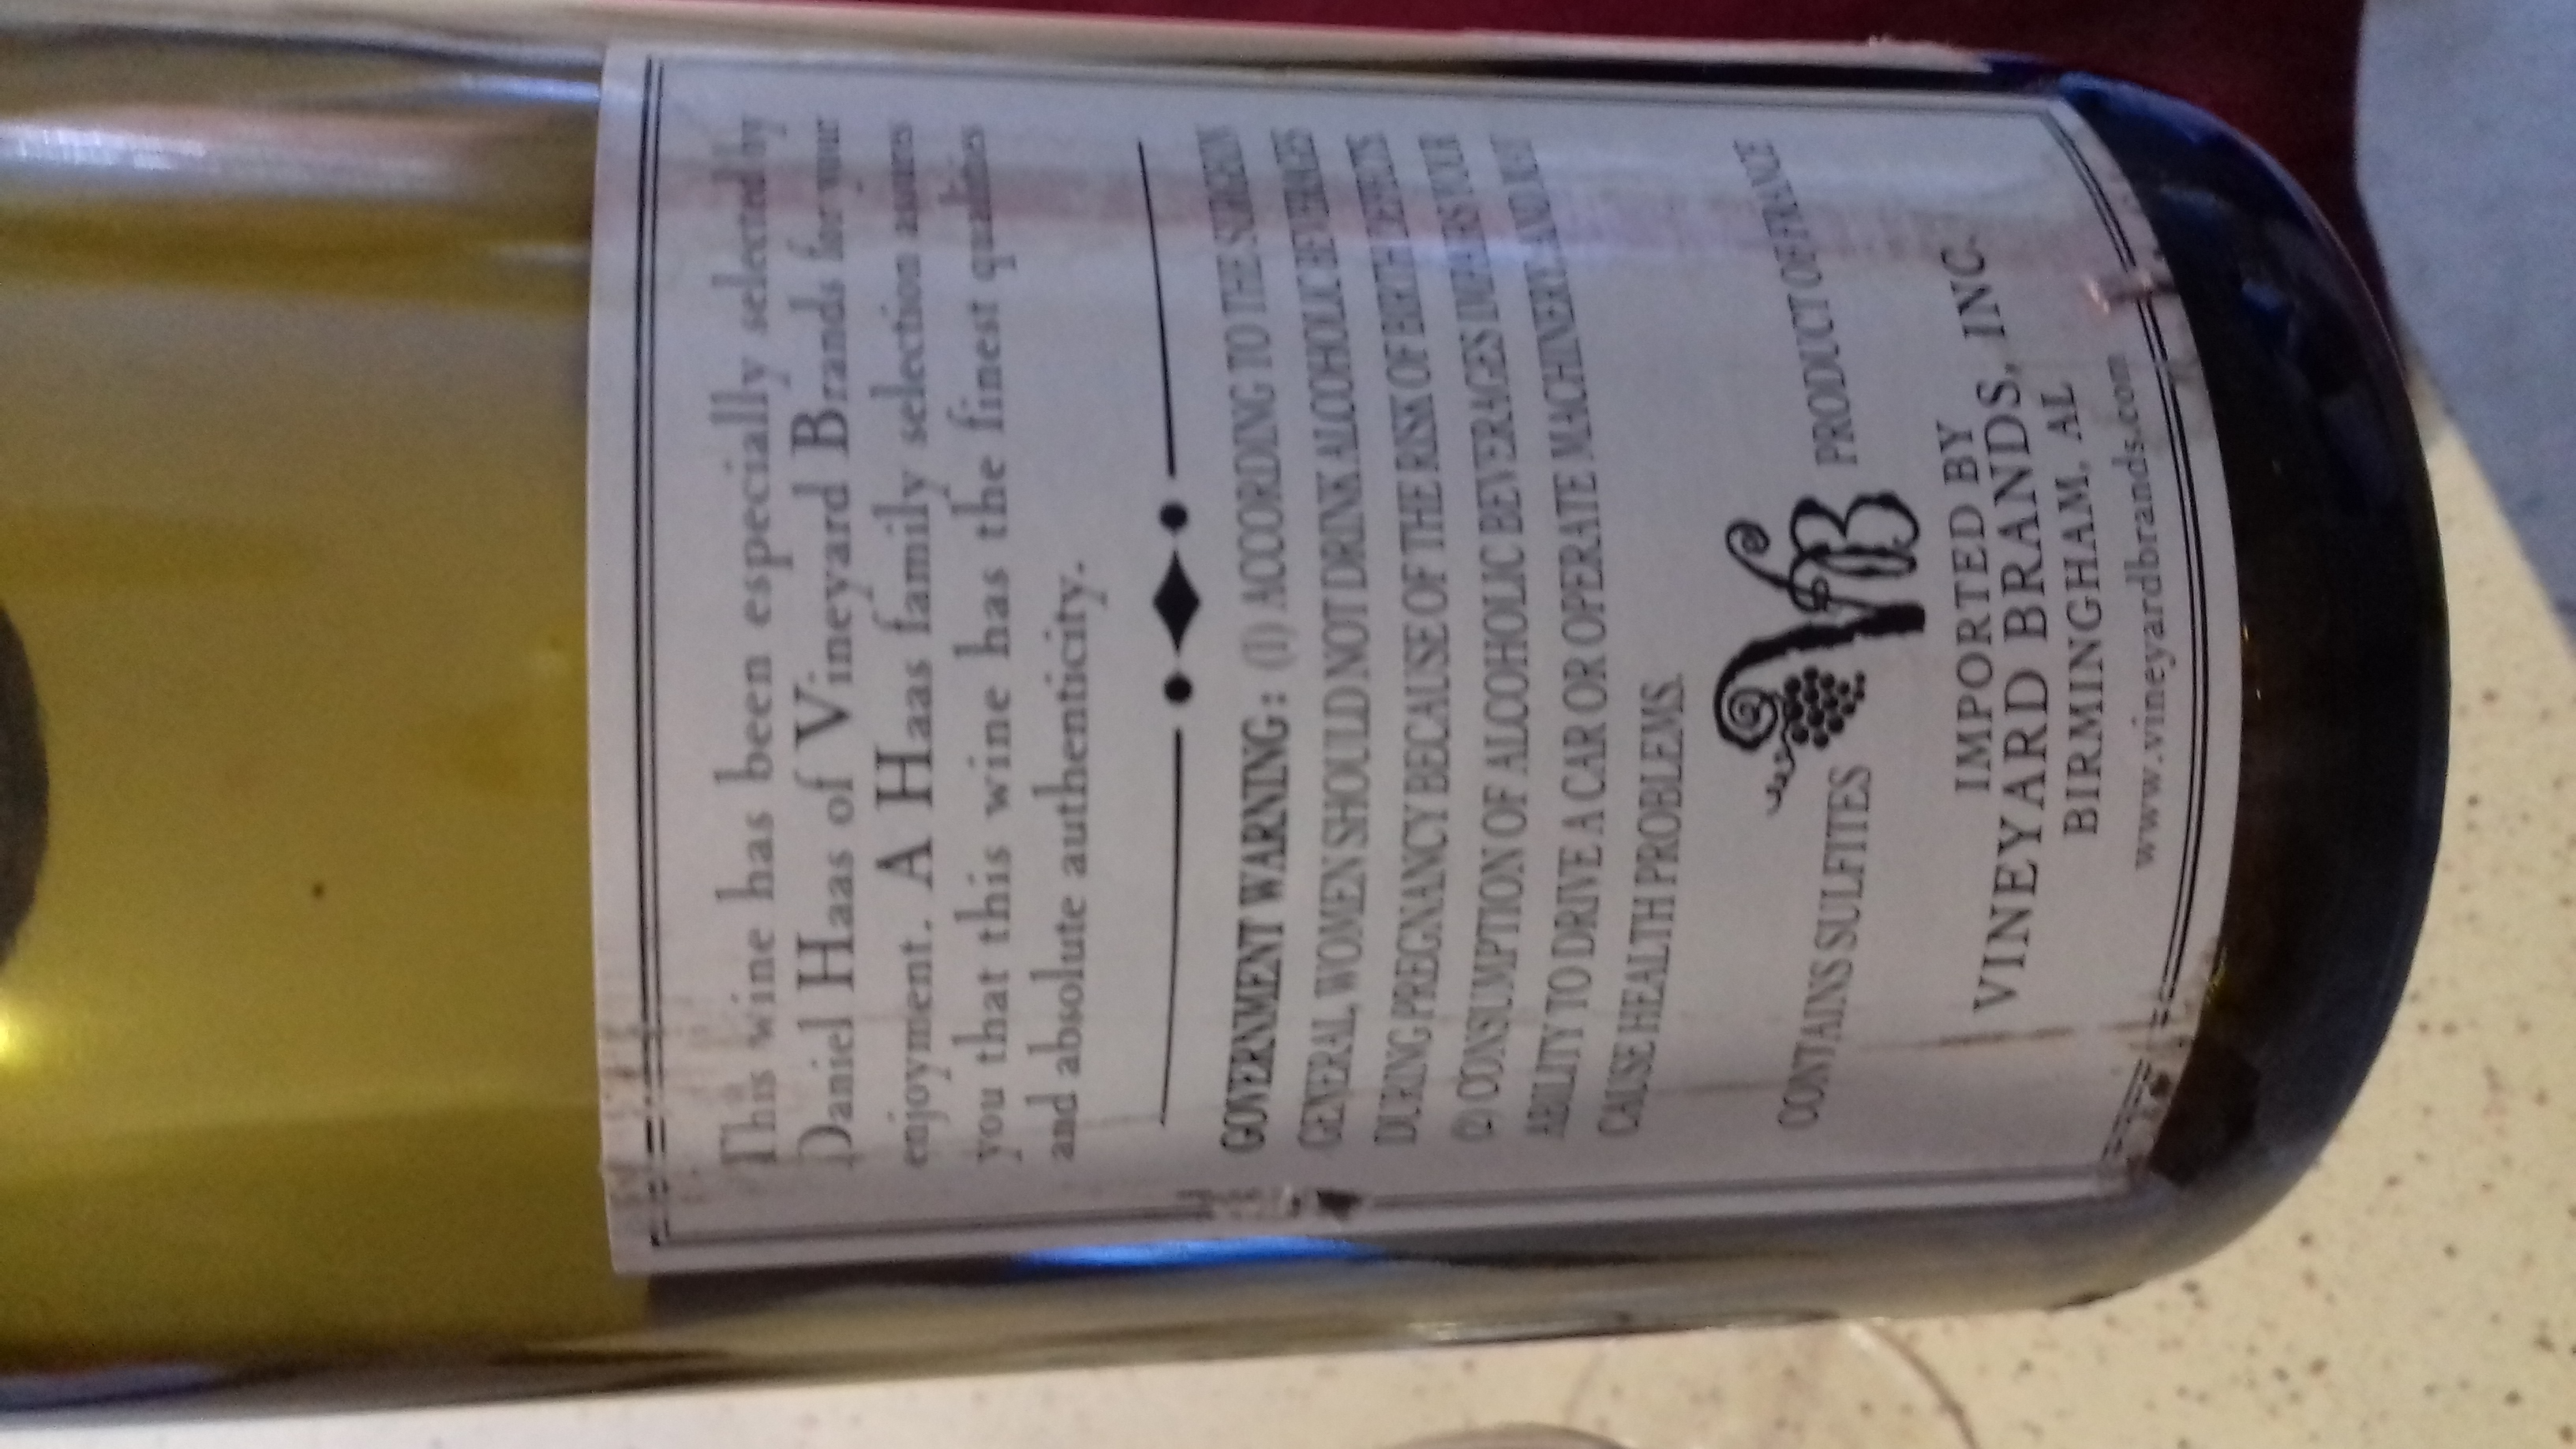 This wine has been especially selected by
Daniel Haas of Vineyard Brands for your
enjoyment. A Haas family selection assures
you that this wine has the finest qualities
and absolute authenticity.
GOVERNMENT WARNING: (1) ACCORDING TO THE SURGEON
GENERAL, WOMEN SHOULD NOT DRINK ALCOHOLIC BEVERAGES
DURING PREGNANCY BECAUSE OF THE RISK OF BIRTH DEFECTS.
(2) CONSUMPTION OF ALCOHOLIC BEVERAGES IMPAIRS YOUR
ABILITY TO DRIVE A CAR OR OPERATE MACHINERY, AND MAY
CAUSE HEALTH PROBLEMS.
CONTAINS SULFITES VB PRODUCT OF FRANCE
IMPORTED BY
VINEYARD BRANDS, INC.
BIRMINGHAM, AL
www.vineyardbrands.com